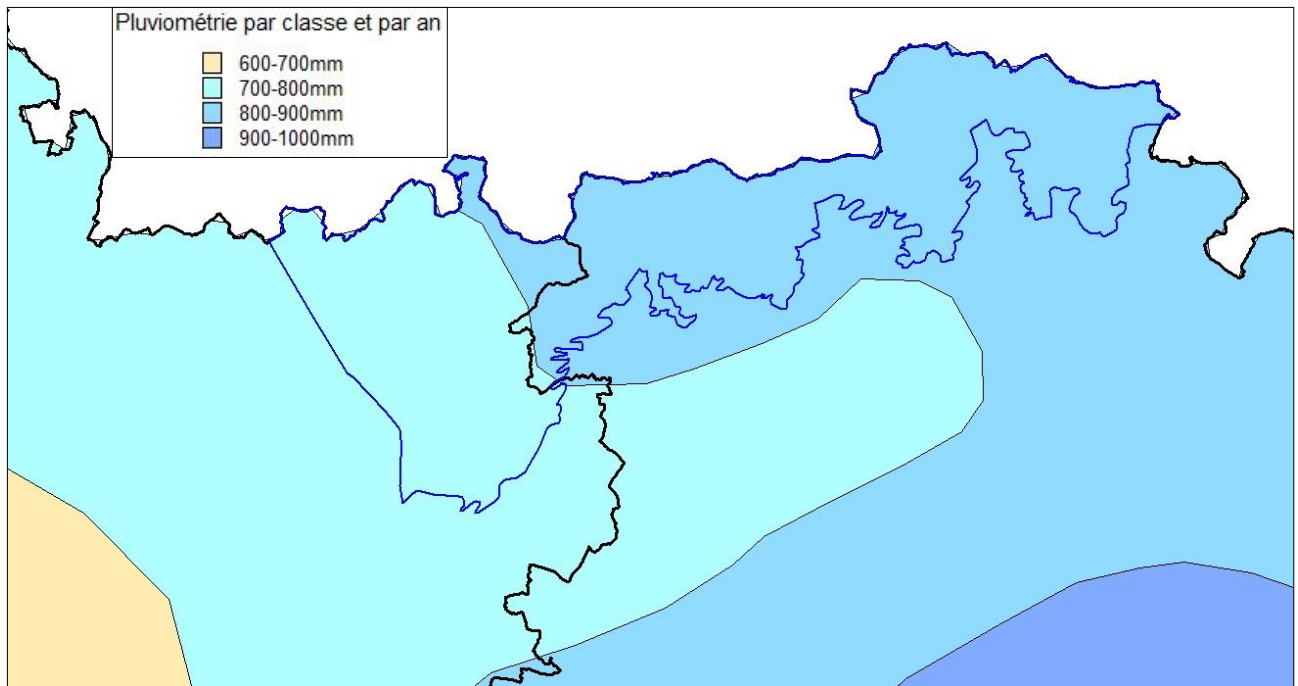 Pluviométrie par classe et par an
600-700mm
700-800mm
800-900mm
900-1000mm